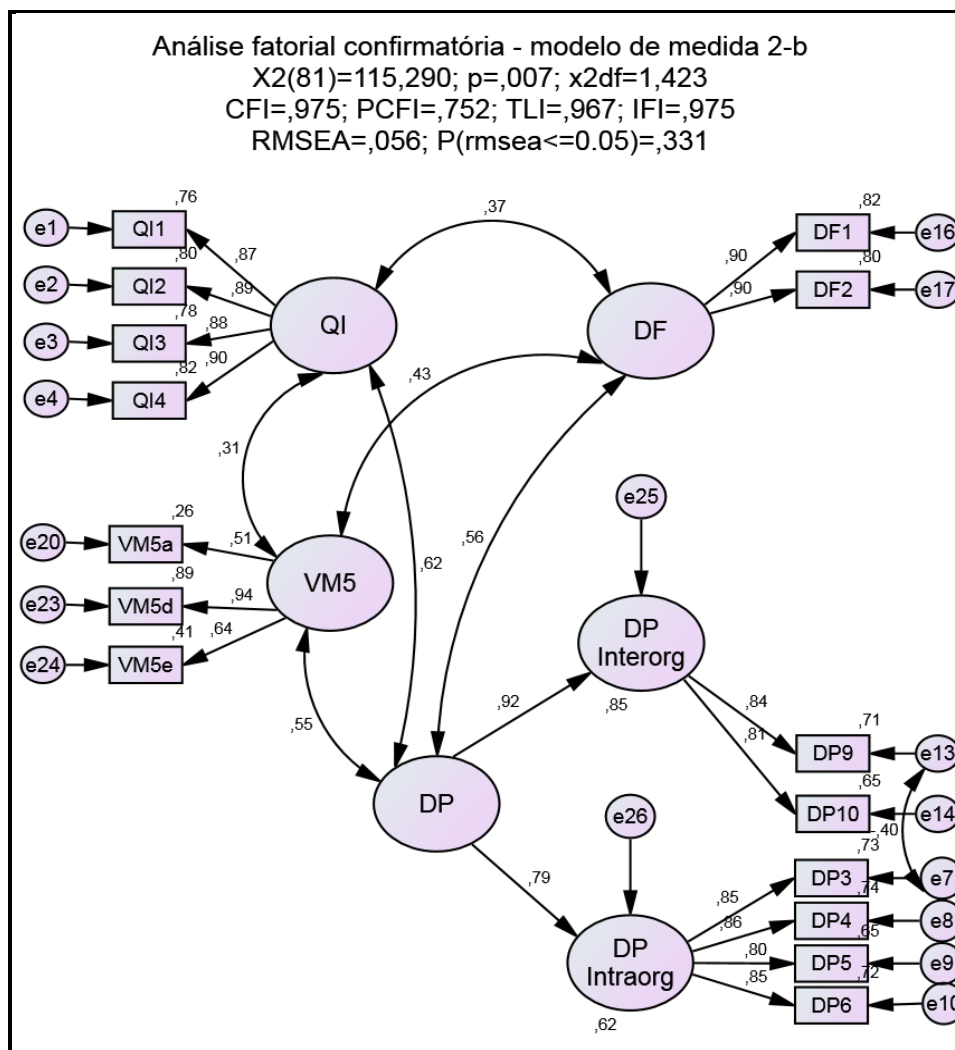 Análise fatorial confirmatória - modelo de medida 2-b
X2(81)=115,290; p=,007; x2df=1,423
CFI=,975; PCFI=,752; TLI=,967; IFI=,975
RMSEA=,056; P(rmsea<=0.05)=,331
,76
e1
QI1
,87
,80
e2
QI2
,89
,78
e3
QI3
,88
,82
e4
QI4
,90
QI
,37
DF
,82
DF1
e16
,90
,80
DF2
e17
,90
,43
,31
,56
,62
,26
e20
VM5a
,51
,89
e23
VM5d
,94
,41
e24
VM5e
,64
VM5
,55
e25
DP
Interorg
,85
,92
,84
,71
DP9
e13
,81
,65
DP10
e14
-,40
DP
e26
,79
DP
Intraorg
,62
,73
,85
DP3
e7
,74
,86
DP4
e8
,65
,80
DP5
e9
,72
,85
DP6
e10